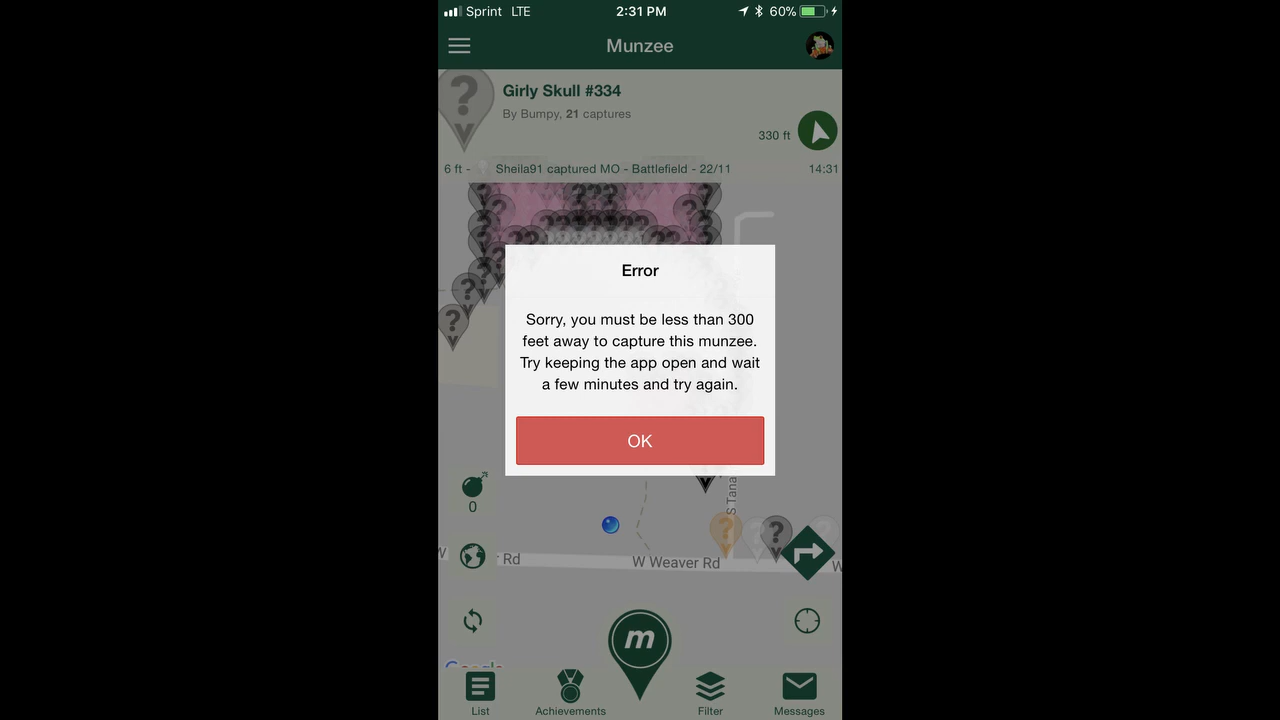 Sprint LTE 2:31 PM 60%
Munzee
Girly Skull #334
By Bumpy, 21 captures
330 ft
6 ft - Sheila91 captured MO - Battlefield - 22/11 14:31
Error
Sorry, you must be less than 300
feet away to capture this munzee.
Try keeping the app open and wait
a few minutes and try again.
OK
S Tana
0
W Rd W Weaver Rd W
m
Google
List Achievements Filter Messages